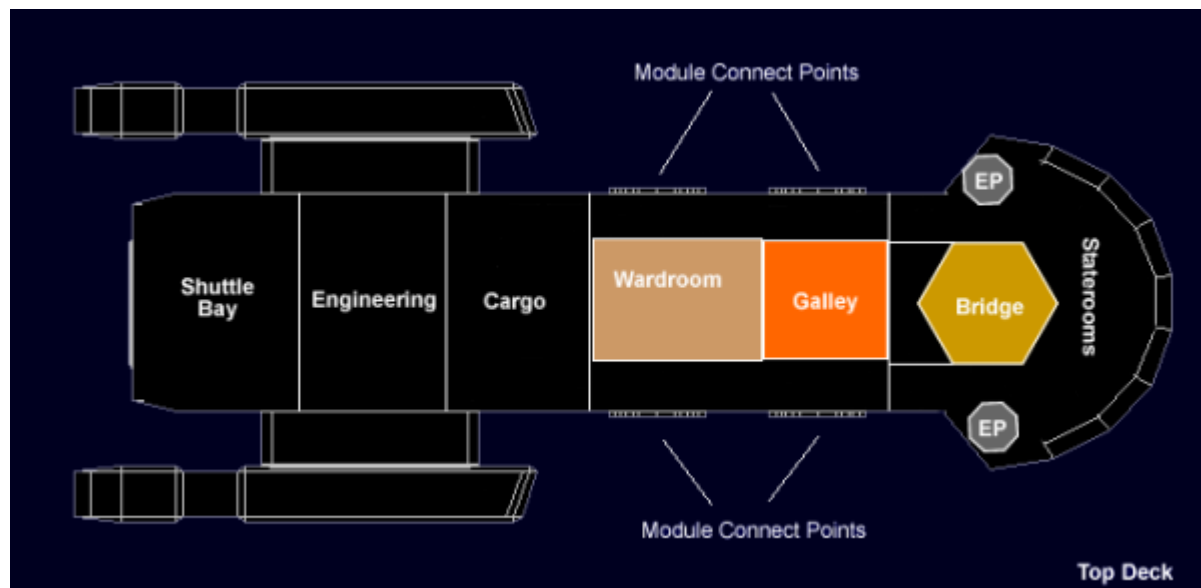 Module Connect Points
EP
Shuttle
Bay
Engineering
Cargo
Wardroom
Galley
Bridge
Staterooms
EP
Module Connect Points
Top Deck